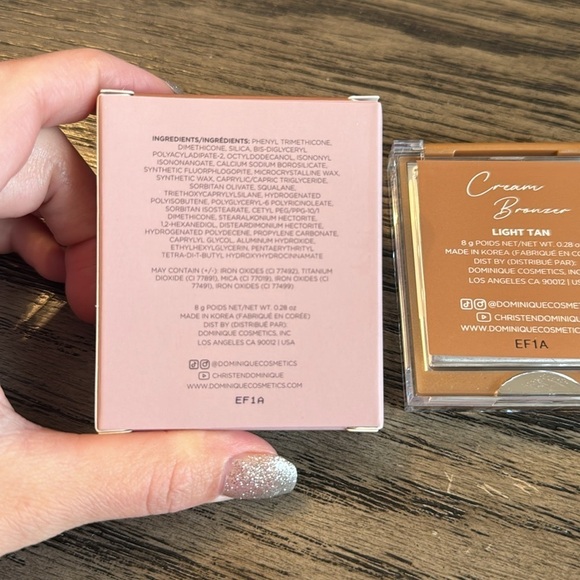 INGREDIENTS/INGRÉDIENTS: PHENYL TRIMETHICONE,
DIMETHICONE, SILICA, BIS-DIGLYCERYL
POLYACYLADIPATE-2, OCTYLDODECANOL, ISONONYL
ISONONANOATE, CALCIUM SODIUM BOROSILICATE,
SYNTHETIC FLUORPHLOGOPITE, MICROCRYSTALLINE WAX,
SYNTHETIC WAX, CAPRYLIC/CAPRIC TRIGLYCERIDE,
SORBITAN OLIVATE, SQUALANE,
TRIETHOXYCAPRYLYLSILANE, HYDROGENATED
POLYISOBUTENE, POLYGLYCERYL-6 POLYRICINOLEATE,
SORBITAN ISOSTEARATE, CETYL PEG/PPG-10/1
DIMETHICONE, STEARALKONIUM HECTORITE,
1,2-HEXANEDIOL, DISTEARDIMONIUM HECTORITE,
HYDROGENATED POLYDECENE, PROPYLENE CARBONATE,
CAPRYLYL GLYCOL, ALUMINUM HYDROXIDE,
ETHYLHEXYLGLYCERIN, PENTAERYTHRITYL
TETRA-DI-T-BUTYL HYDROXYHYDROCINNAMATE
MAY CONTAIN (+/-): IRON OXIDES (CI 77492), TITANIUM
DIOXIDE (CI 77891), MICA (CI 77019), IRON OXIDES (CI
77491), IRON OXIDES (CI 77499)
8 g POIDS NET/NET WT. 0.28 oz
MADE IN KOREA (FABRIQUÉ EN CORÉE)
DIST BY (DISTRIBUÉ PAR):
DOMINIQUE COSMETICS, INC
LOS ANGELES CA 90012 | USA
@DOMINIQUECOSMETICS
CHRISTENDOMINIQUE
WWW.DOMINIQUECOSMETICS.COM
EF1A
Cream
Bronzer
LIGHT TAN
8 g POIDS NET/NET WT. 0.28 o
MADE IN KOREA (FABRIQUÉ EN CO
DIST BY (DISTRIBUÉ PAR):
DOMINIQUE COSMETICS, INC
LOS ANGELES CA 90012 | US
@DOMINIQUECOSME
CHRISTENDOMINIQUE
WWW.DOMINIQUECOSMETICS.
EF1A